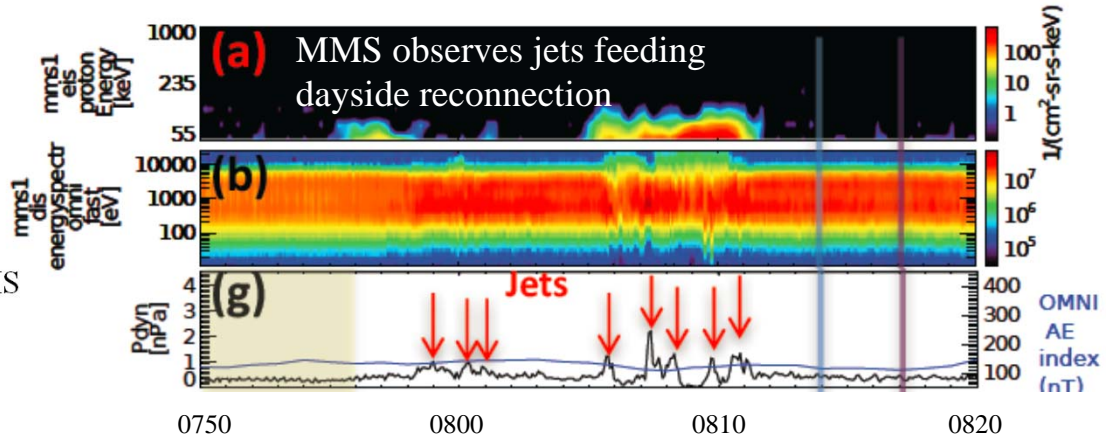 1000
(a) MMS observes jets feeding
dayside reconnection
mms1
eis
proton
Energy
[keV]
235
55
100
10
1
1/(cm²-sr-s-keV)
(b)
mms1
dis
energyspectr
omni
fast
[eV]
10000
1000
100
10⁷
10⁶
10⁵
(g)
Jets
Pdyn
[nPa]
4
3
2
1
0
400
300
200
100
OMNI
AE
index
(nT)
0750 0800 0810 0820